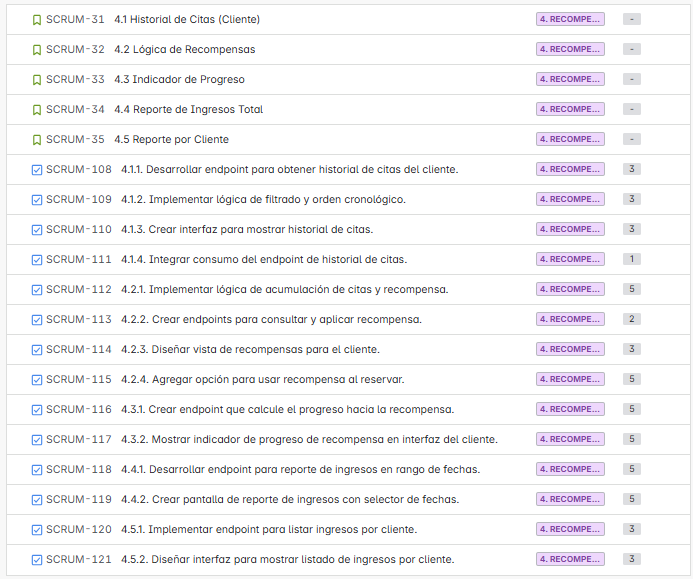 SCRUM-31 4.1 Historial de Citas (Cliente) 4. RECOMPE... -
SCRUM-32 4.2 Lógica de Recompensas 4. RECOMPE... -
SCRUM-33 4.3 Indicador de Progreso 4. RECOMPE... -
SCRUM-34 4.4 Reporte de Ingresos Total 4. RECOMPE... -
SCRUM-35 4.5 Reporte por Cliente 4. RECOMPE... -
SCRUM-108 4.1.1. Desarrollar endpoint para obtener historial de citas del cliente. 4. RECOMPE... 3
SCRUM-109 4.1.2. Implementar lógica de filtrado y orden cronológico. 4. RECOMPE... 3
SCRUM-110 4.1.3. Crear interfaz para mostrar historial de citas. 4. RECOMPE... 3
SCRUM-111 4.1.4. Integrar consumo del endpoint de historial de citas. 4. RECOMPE... 1
SCRUM-112 4.2.1. Implementar lógica de acumulación de citas y recompensa. 4. RECOMPE... 5
SCRUM-113 4.2.2. Crear endpoints para consultar y aplicar recompensa. 4. RECOMPE... 2
SCRUM-114 4.2.3. Diseñar vista de recompensas para el cliente. 4. RECOMPE... 3
SCRUM-115 4.2.4. Agregar opción para usar recompensa al reservar. 4. RECOMPE... 5
SCRUM-116 4.3.1. Crear endpoint que calcule el progreso hacia la recompensa. 4. RECOMPE... 5
SCRUM-117 4.3.2. Mostrar indicador de progreso de recompensa en interfaz del cliente. 4. RECOMPE... 5
SCRUM-118 4.4.1. Desarrollar endpoint para reporte de ingresos en rango de fechas. 4. RECOMPE... 5
SCRUM-119 4.4.2. Crear pantalla de reporte de ingresos con selector de fechas. 4. RECOMPE... 5
SCRUM-120 4.5.1. Implementar endpoint para listar ingresos por cliente. 4. RECOMPE... 3
SCRUM-121 4.5.2. Diseñar interfaz para mostrar listado de ingresos por cliente. 4. RECOMPE... 3